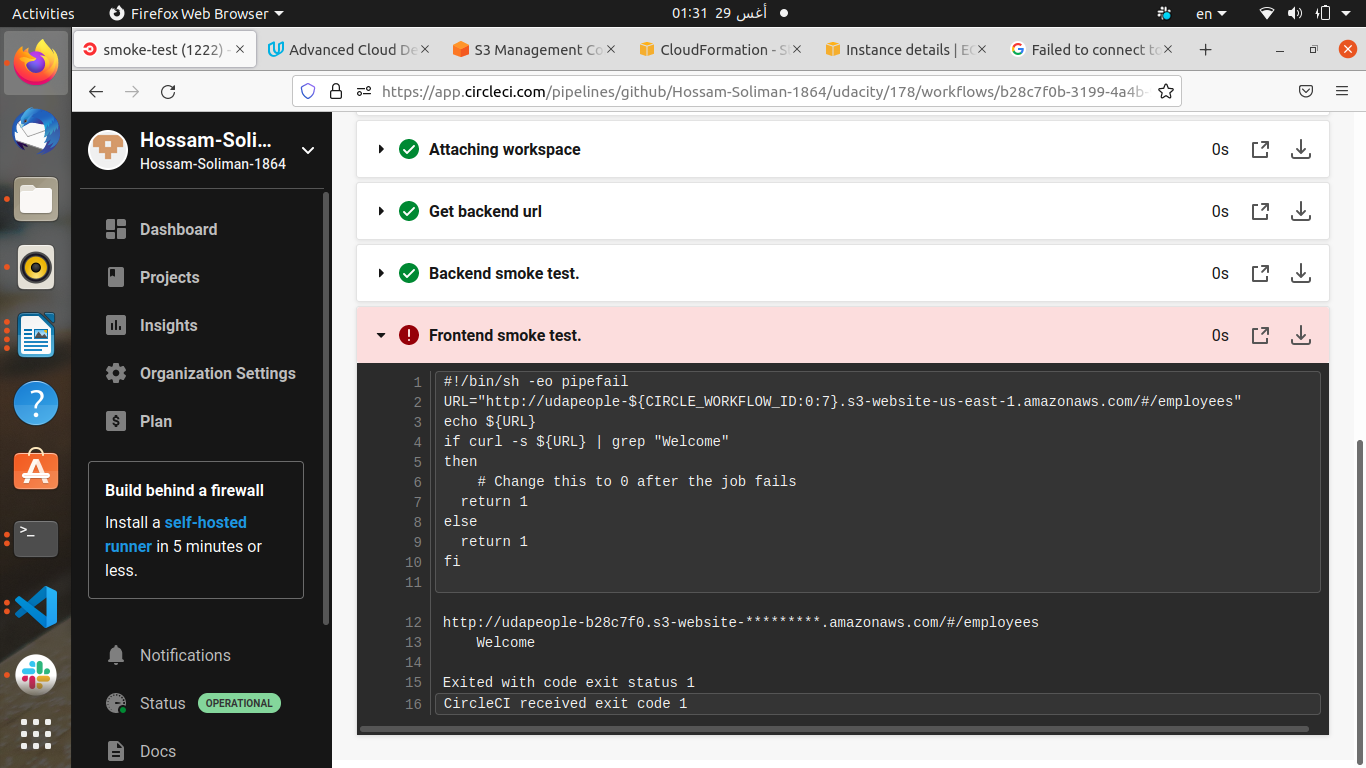 Activities
Firefox Web Browser
01:31 29 أغس
en
smoke-test (1222) -
Advanced Cloud De
S3 Management Co
CloudFormation - S
Instance details | EC
Failed to connect to
https://app.circleci.com/pipelines/github/Hossam-Soliman-1864/udacity/178/workflows/b28c7f0b-3199-4a4b-
Hossam-Soli...
Hossam-Soliman-1864
Dashboard
Projects
Insights
Organization Settings
Plan
Build behind a firewall
Install a self-hosted
runner in 5 minutes or
less.
Notifications
Status OPERATIONAL
Docs
Attaching workspace 0s
Get backend url 0s
Backend smoke test. 0s
Frontend smoke test. 0s
1 #!/bin/sh -eo pipefail
2 URL="http://udapeople-${CIRCLE_WORKFLOW_ID:0:7}.s3-website-us-east-1.amazonaws.com/#/employees"
3 echo ${URL}
4 if curl -s ${URL} | grep "Welcome"
5 then
6 # Change this to 0 after the job fails
7 return 1
8 else
9 return 1
10 fi
11
12 http://udapeople-b28c7f0.s3-website-*********.amazonaws.com/#/employees
13 Welcome
14
15 Exited with code exit status 1
16 CircleCI received exit code 1